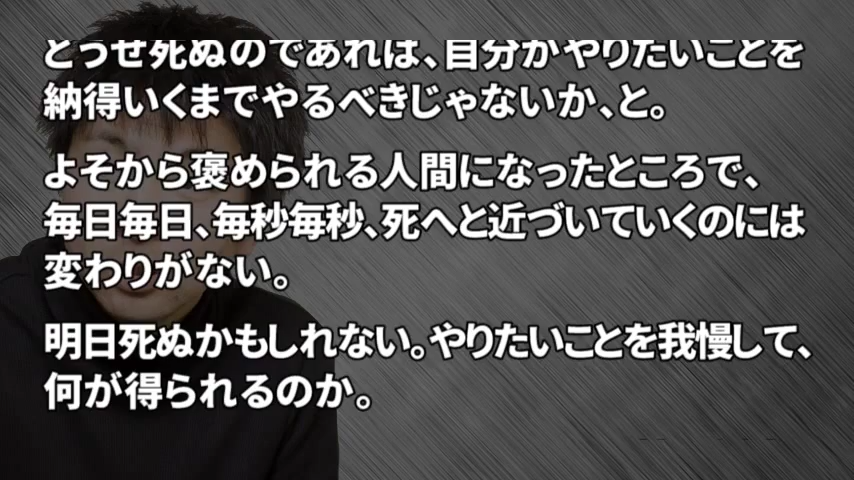 どうせ死ぬのであれば、自分がやりたいことを
納得いくまでやるべきじゃないか、と。
よそから褒められる人間になったところで、
毎日毎日、毎秒毎秒、死へと近づいていくのには
変わりがない。
明日死ぬかもしれない。やりたいことを我慢して、
何が得られるのか。